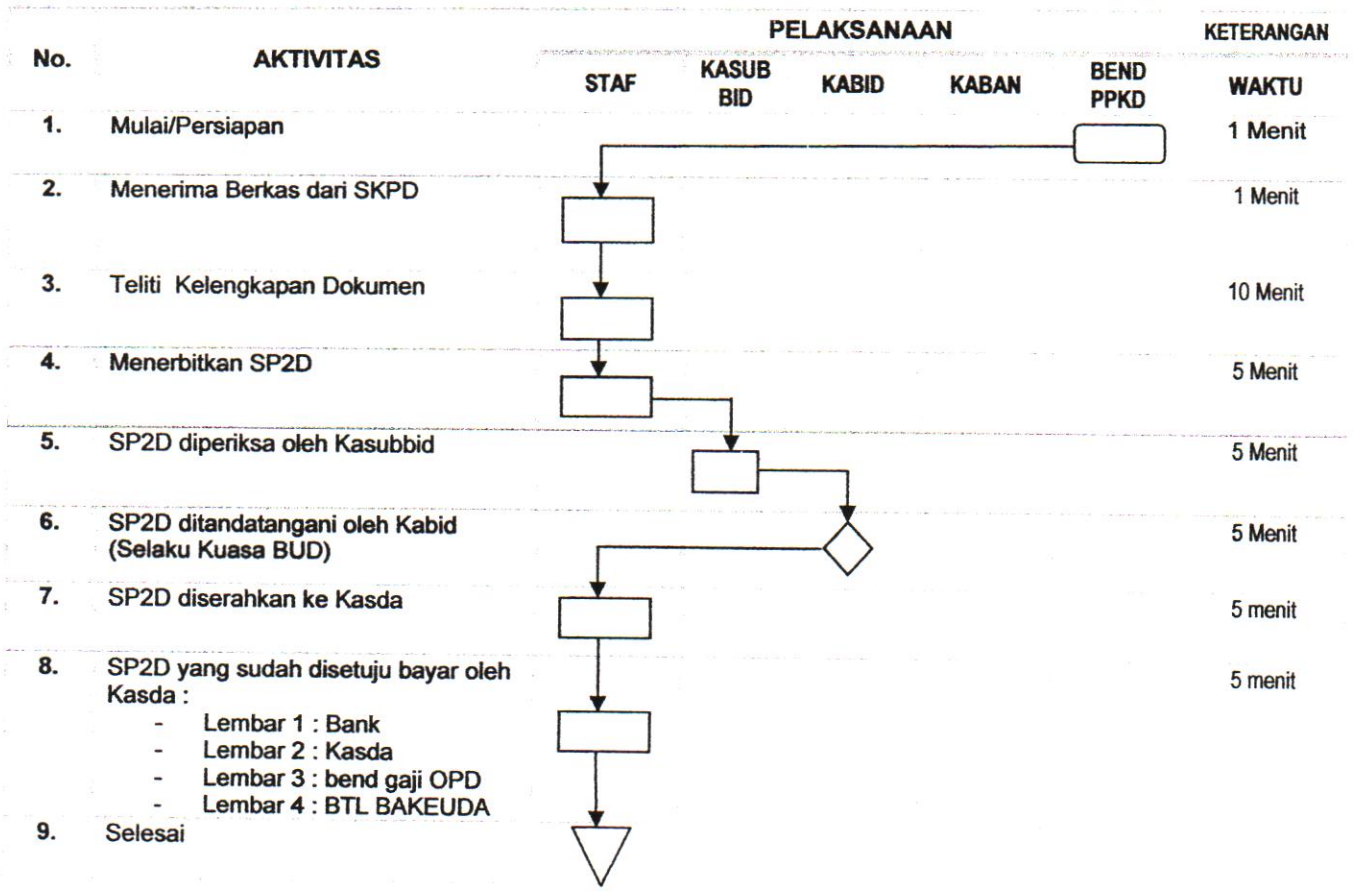 PELAKSANAAN KETERANGAN
No. AKTIVITAS STAF KASUB BID KABID KABAN BEND PPKD WAKTU
1. Mulai/Persiapan 1 Menit
2. Menerima Berkas dari SKPD 1 Menit
3. Teliti Kelengkapan Dokumen 10 Menit
4. Menerbitkan SP2D 5 Menit
5. SP2D diperiksa oleh Kasubbid 5 Menit
6. SP2D ditandatangani oleh Kabid 5 Menit
(Selaku Kuasa BUD)
7. SP2D diserahkan ke Kasda 5 menit
8. SP2D yang sudah disetuju bayar oleh 5 menit
Kasda :
- Lembar 1 : Bank
- Lembar 2 : Kasda
- Lembar 3 : bend gaji OPD
- Lembar 4 : BTL BAKEUDA
9. Selesai